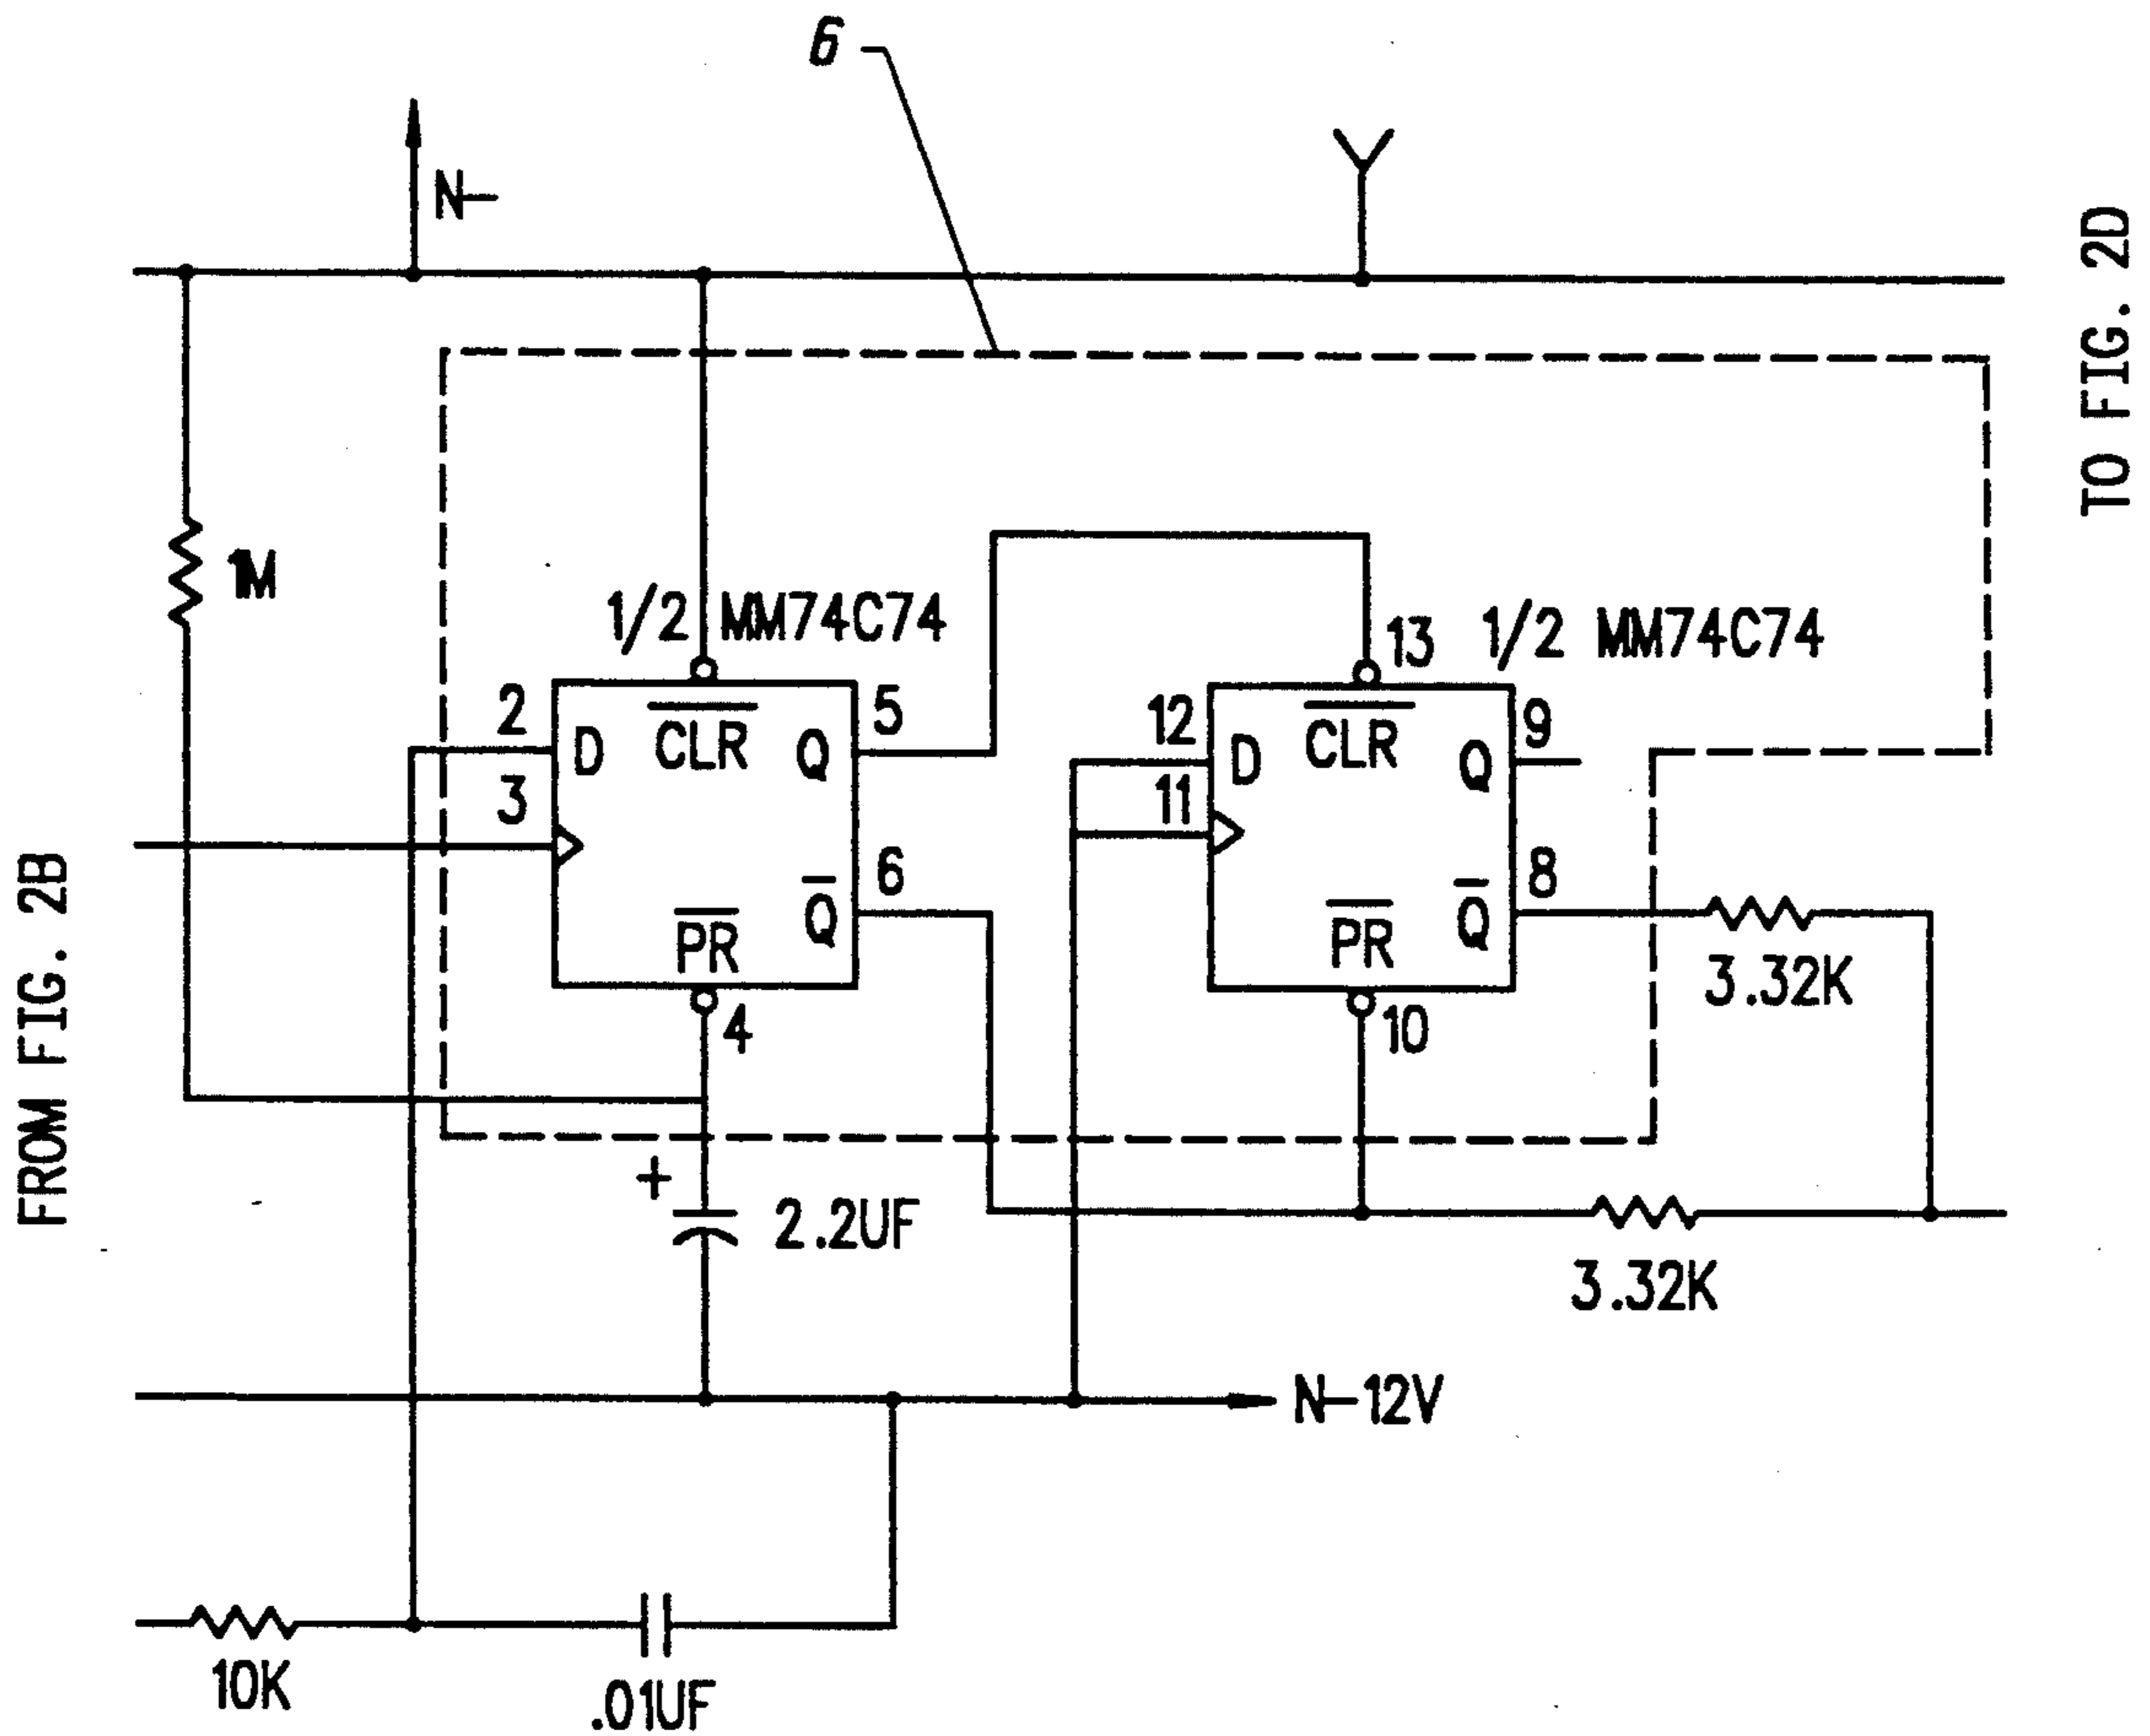 6
N-
TO FIG. 2D
1M
1/2 MM74C74
13
1/2 MM74C74
2
D
CLR
Q
5
3
6
Q
PR
4
12
D
CLR
Q
9
11
8
Q
PR
10
3.32K
FROM FIG. 2B
+
2.2UF
3.32K
N-12V
10K
.01UF